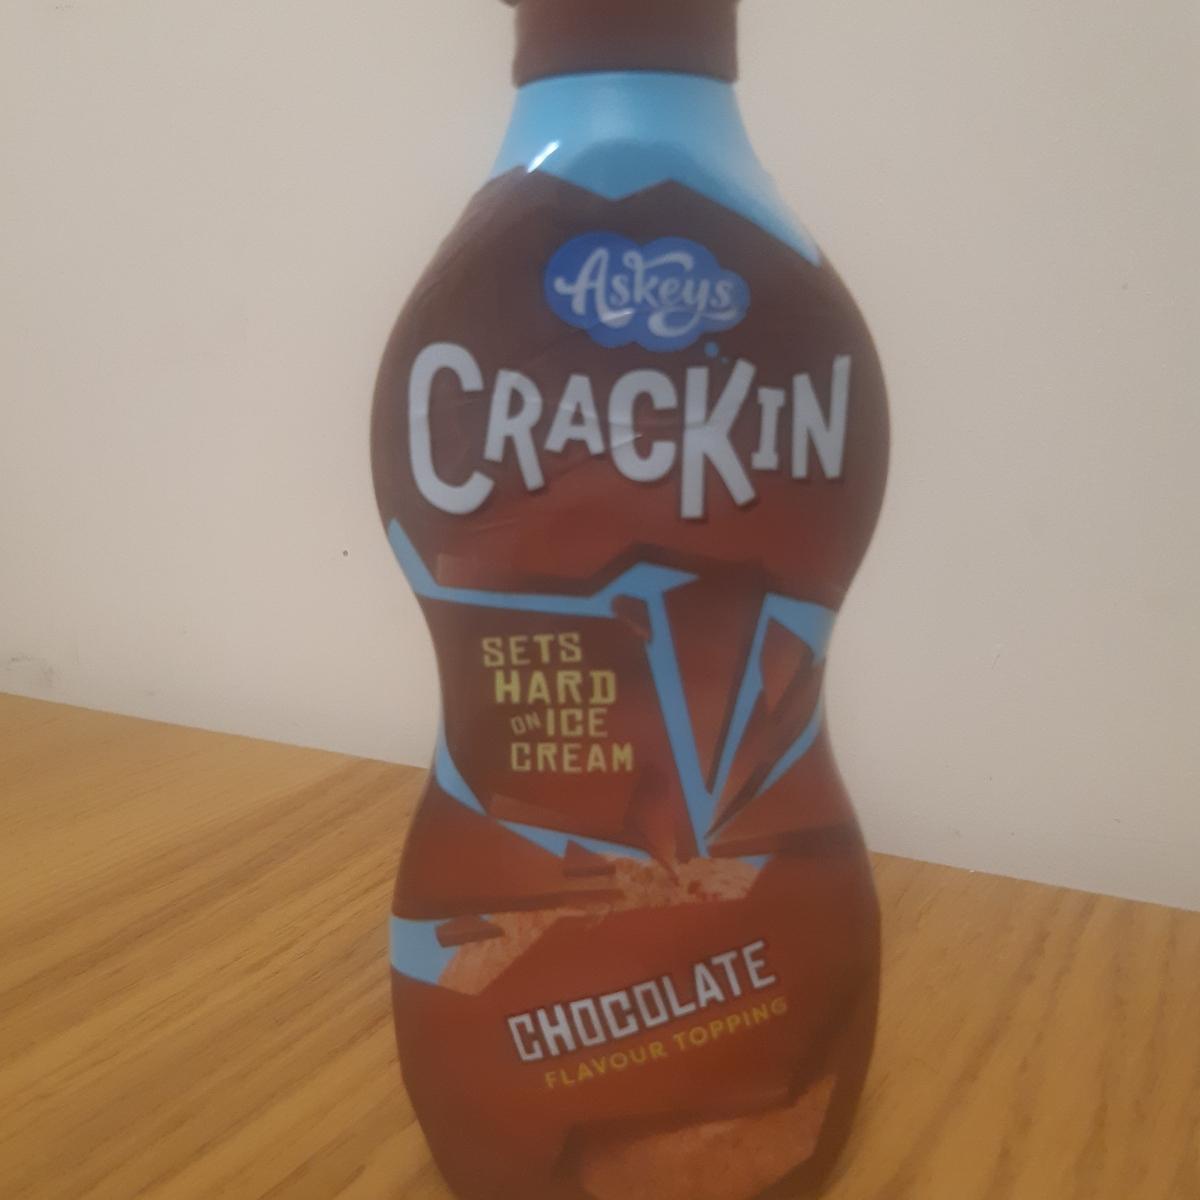 Askeys
CRACKIN
SETS
HARD
ON ICE
CREAM
CHOCOLATE
FLAVOUR TOPPING